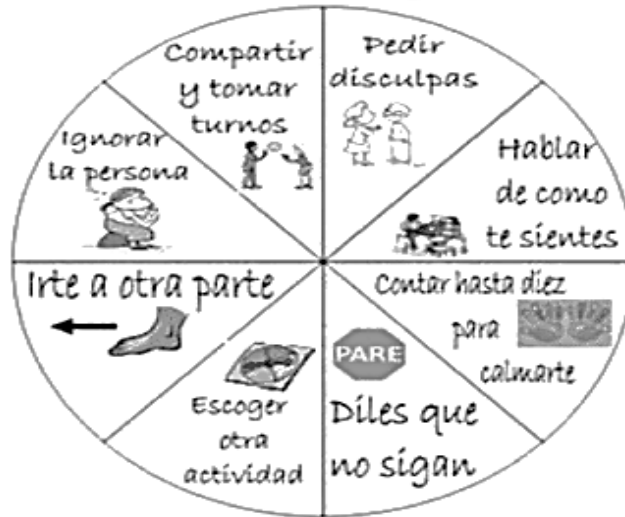 Compartir
y tomar
turnos
Pedir
disculpas
Hablar
de como
te sientes
Contar hasta diez
para
calmarte
PARE
Diles que
no sigan
Escoger
otra
actividad
Irte a otra parte
Ignorar
la persona